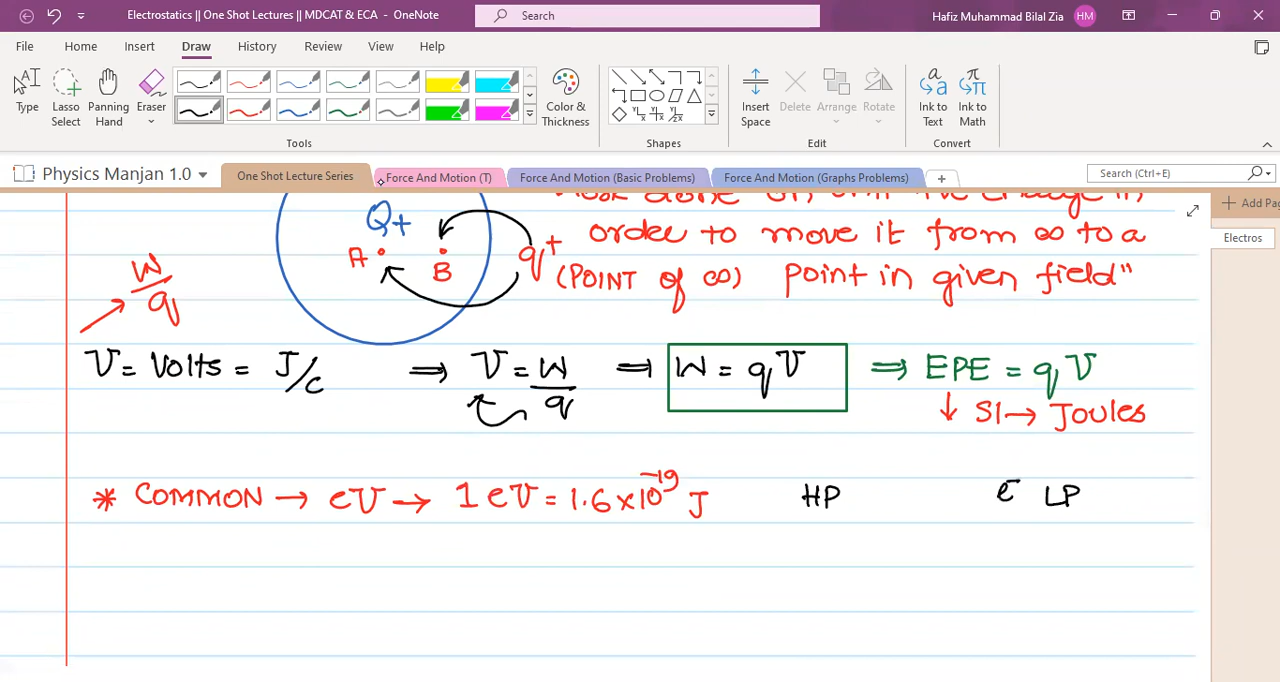 Electrostatics || One Shot Lectures || MDCAT & ECA - OneNote
Search
Hafiz Muhammad Bilal Zia
HM
File Home Insert Draw History Review View Help
Type
Lasso Select
Panning Hand
Eraser
Color & Thickness
Insert Space
Delete
Arrange
Rotate
Ink to Text
Ink to Math
Tools
Shapes
Edit
Convert
Physics Manjan 1.0
One Shot Lecture Series
Force And Motion (T)
Force And Motion (Basic Problems)
Force And Motion (Graphs Problems)
Search (Ctrl+E)
Add Pag
Electros
Q+
order to move it from ∞ to a
A B q+
(POINT of ∞) point in given field"
W/q
V = Volts = J/C ⇒ V = W/q ⇒ W = qV ⇒ EPE = qV
↓ SI → Joules
* COMMON → eV → 1 eV = 1.6×10^-19 J HP e⁻ LP